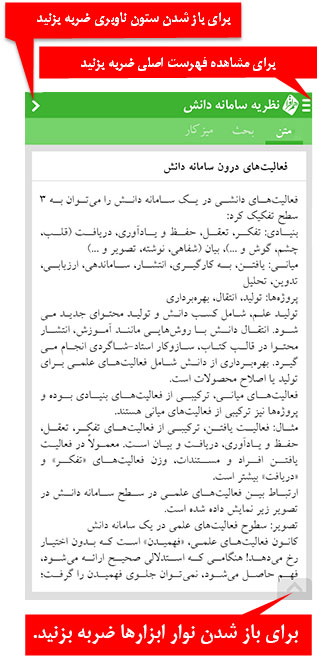 برای باز شدن ستون ناوبری ضربه بزنید
برای مشاهده فهرست اصلی ضربه بزنید
نظریه سامانه دانش
متن
بحث
میز کار
فعالیت‌های درون سامانه دانش
فعالیت‌های دانشی در یک سامانه دانش را می‌توان به ۳
سطح تفکیک کرد:
بنیادی: تفکر، تعقل، حفظ و یادآوری، دریافت (قلب،
چشم، گوش و ...)، بیان (شفاهی، نوشته، تصویر و ...)
میانی: یافتن، به کارگیری، انتشار، ساماندهی، ارزیابی،
تدوین، تحلیل
پروژه‌ها: تولید، انتقال، بهره‌برداری
تولید علم، شامل کسب دانش و تولید محتوای جدید می
شود. انتقال دانش با روش‌هایی مانند آموزش، انتشار
محتوا در قالب کتاب، سازوکار استاد-شاگردی انجام می
گیرد. بهره‌برداری از دانش شامل فعالیت‌های علمی برای
تولید یا اصلاح محصولات است.
فعالیت‌های میانی، ترکیبی از فعالیت‌های بنیادی بوده و
پروژه‌ها نیز ترکیبی از فعالیت‌های میانی هستند.
مثال: فعالیت یافتن، ترکیبی از فعالیت‌های تفکر، تعقل،
حفظ و یادآوری، دریافت و بیان است. معمولاً در فعالیت
یافتن افراد و مستندات، وزن فعالیت‌های «تفکر» و
«دریافت» بیشتر است.
ارتباط بین فعالیت‌های علمی در سطح سامانه دانش در
تصویر زیر نمایش داده شده است.
تصویر: سطوح فعالیت‌های علمی در یک سامانه دانش
کانون فعالیت‌های علمی، «فهمیدن» است که بدون اختیار
رخ می‌دهد! هنگامی که استدلالی صحیح ارائه می‌شود،
فهم حاصل می‌شود، نمی‌توان جلوی فهمیدن را گرفت؛
برای باز شدن نوار ابزارها ضربه بزنید.